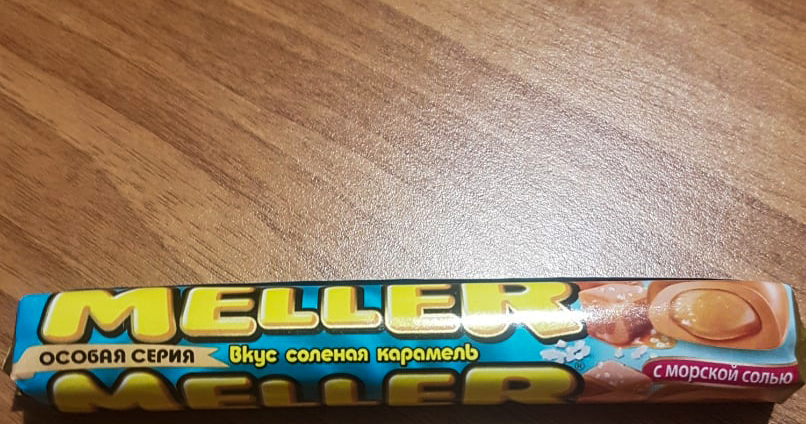 MELLER
ОСОБАЯ СЕРИЯ
Вкус соленая карамель
MELLER
®
с морской солью